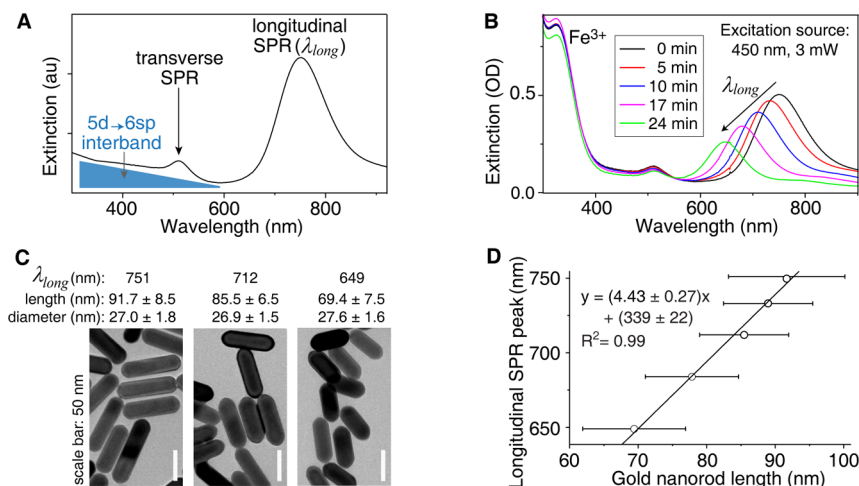 A
Extinction (au)
longitudinal
SPR (λlong)
transverse
SPR
5d→6sp
interband
400
600
800
Wavelength (nm)
B
Extinction (OD)
0.5
0.0
Fe³⁺
Excitation source:
450 nm, 3 mW
0 min
5 min
10 min
17 min
24 min
λlong
400
600
800
Wavelength (nm)
C
λlong (nm): 751 712 649
length (nm): 91.7 ± 8.5 85.5 ± 6.5 69.4 ± 7.5
diameter (nm): 27.0 ± 1.8 26.9 ± 1.5 27.6 ± 1.6
scale bar: 50 nm
D
Longitudinal SPR peak (nm)
750
700
650
y = (4.43 ± 0.27)x
+ (339 ± 22)
R²= 0.99
60 70 80 90 100
Gold nanorod length (nm)